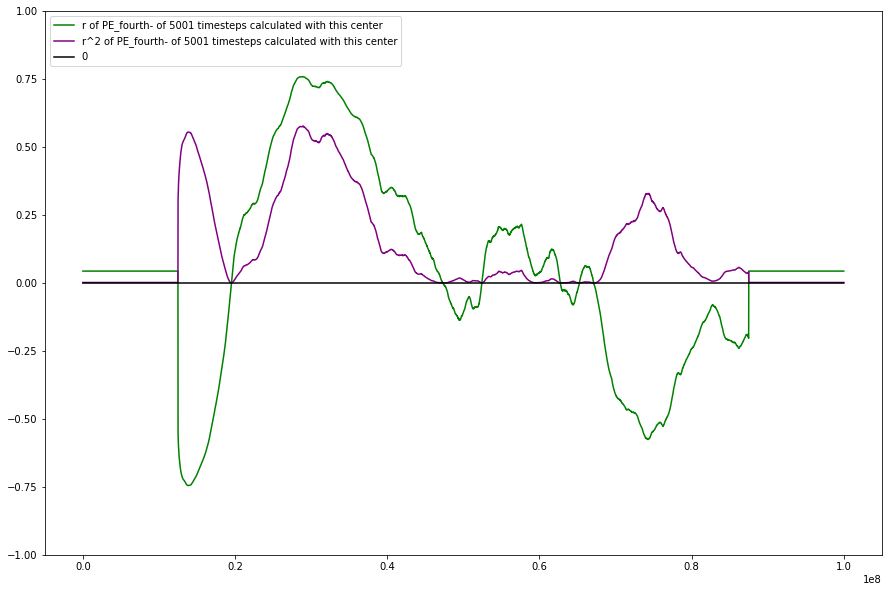 r of PE_fourth- of 5001 timesteps calculated with this center
r^2 of PE_fourth- of 5001 timesteps calculated with this center
0
1.00
0.75
0.50
0.25
0.00
−0.25
−0.50
−0.75
−1.00
0.0 0.2 0.4 0.6 0.8 1.0
1e8